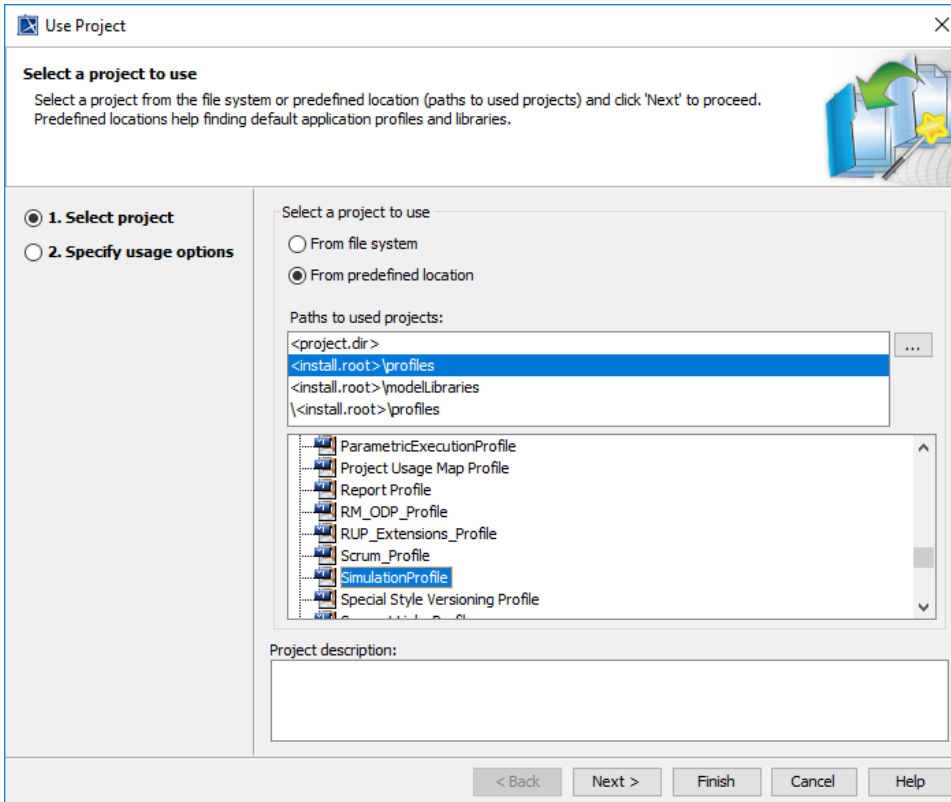 Use Project
Select a project to use
Select a project from the file system or predefined location (paths to used projects) and click 'Next' to proceed.
Predefined locations help finding default application profiles and libraries.
1. Select project
2. Specify usage options
Select a project to use
From file system
From predefined location
Paths to used projects:
<project.dir>
...
<install.root>\profiles
<install.root>\modelLibraries
\<install.root>\profiles
ParametricExecutionProfile
Project Usage Map Profile
Report Profile
RM_ODP_Profile
RUP_Extensions_Profile
Scrum_Profile
SimulationProfile
Special Style Versioning Profile
Project description:
< Back
Next >
Finish
Cancel
Help